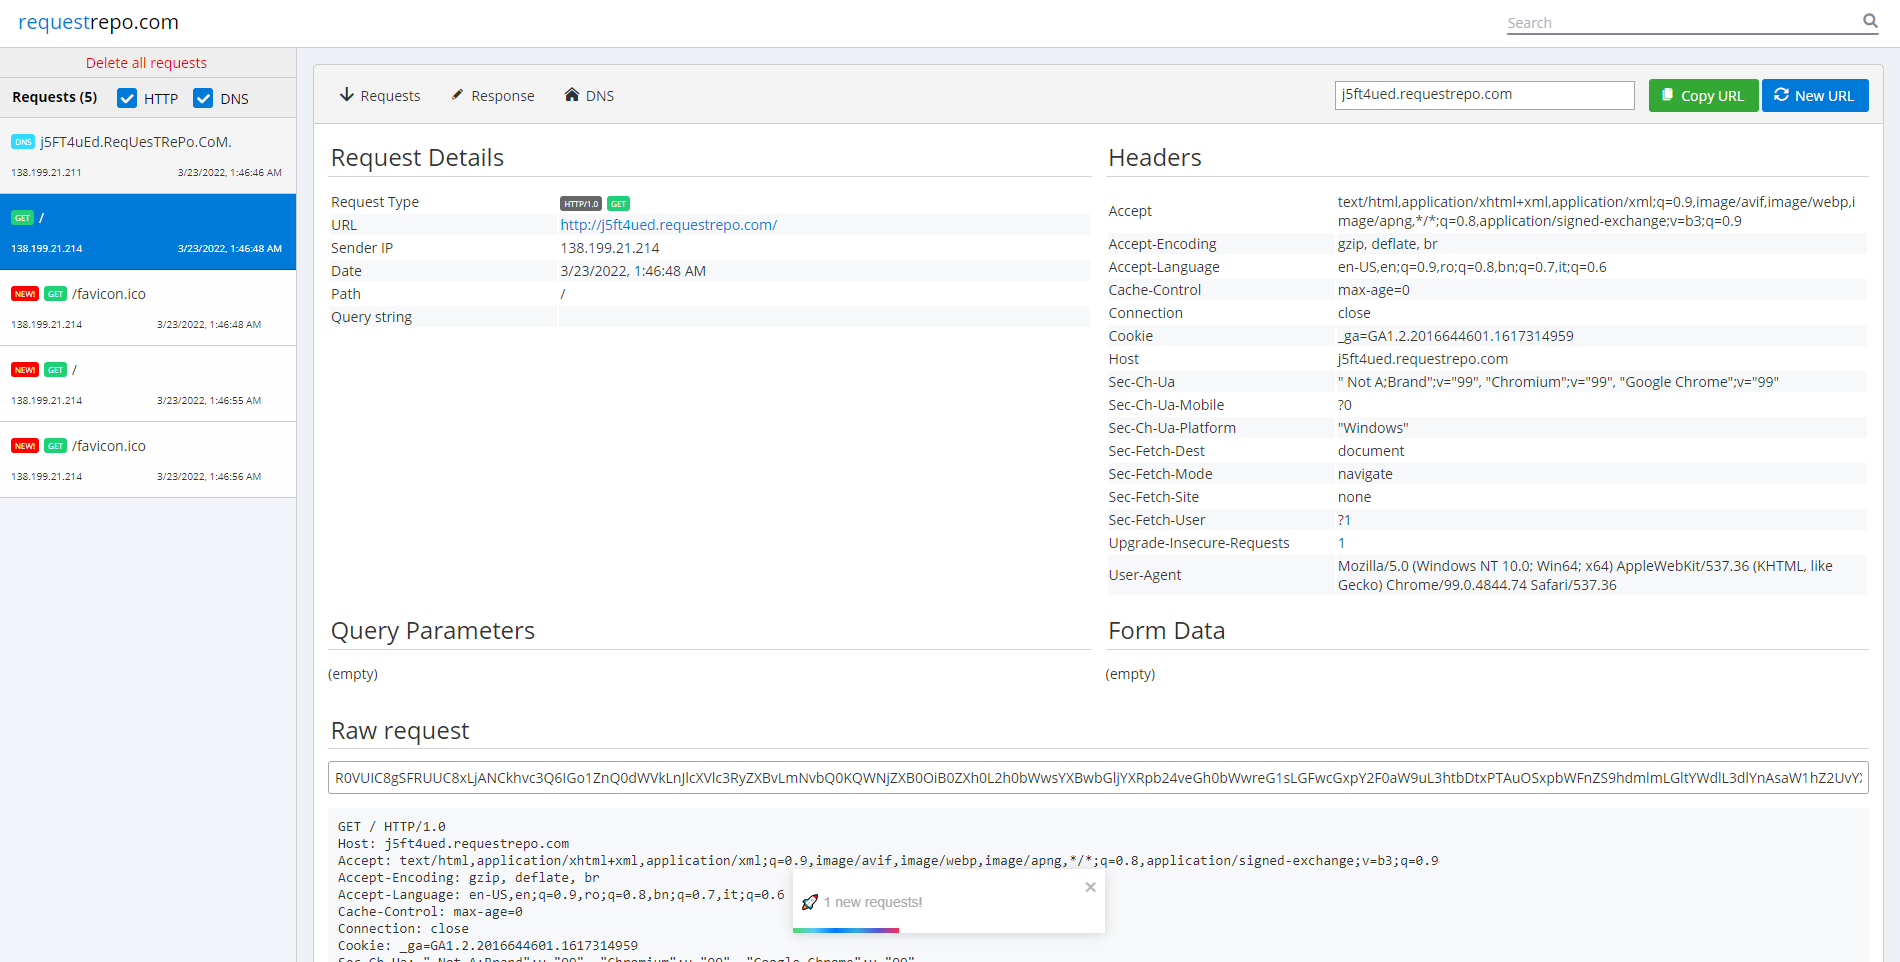 requestrepo.com
Search
Delete all requests
Requests (5) HTTP DNS
DNS j5FT4uEd.ReqUesTRePo.CoM.
138.199.21.211 3/23/2022, 1:46:46 AM
GET /
138.199.21.214 3/23/2022, 1:46:48 AM
NEW! GET /favicon.ico
138.199.21.214 3/23/2022, 1:46:48 AM
NEW! GET /
138.199.21.214 3/23/2022, 1:46:55 AM
NEW! GET /favicon.ico
138.199.21.214 3/23/2022, 1:46:56 AM
Requests Response DNS
j5ft4ued.requestrepo.com
Copy URL
New URL
Request Details
Request Type HTTP/1.0 GET
URL http://j5ft4ued.requestrepo.com/
Sender IP 138.199.21.214
Date 3/23/2022, 1:46:48 AM
Path /
Query string
Headers
Accept text/html,application/xhtml+xml,application/xml;q=0.9,image/avif,image/webp,i
mage/apng,*/*;q=0.8,application/signed-exchange;v=b3;q=0.9
Accept-Encoding gzip, deflate, br
Accept-Language en-US,en;q=0.9,ro;q=0.8,bn;q=0.7,it;q=0.6
Cache-Control max-age=0
Connection close
Cookie _ga=GA1.2.2016644601.1617314959
Host j5ft4ued.requestrepo.com
Sec-Ch-Ua " Not A;Brand";v="99", "Chromium";v="99", "Google Chrome";v="99"
Sec-Ch-Ua-Mobile ?0
Sec-Ch-Ua-Platform "Windows"
Sec-Fetch-Dest document
Sec-Fetch-Mode navigate
Sec-Fetch-Site none
Sec-Fetch-User ?1
Upgrade-Insecure-Requests 1
User-Agent Mozilla/5.0 (Windows NT 10.0; Win64; x64) AppleWebKit/537.36 (KHTML, like
Gecko) Chrome/99.0.4844.74 Safari/537.36
Query Parameters
(empty)
Form Data
(empty)
Raw request
GET / HTTP/1.0
Host: j5ft4ued.requestrepo.com
Accept: text/html,application/xhtml+xml,application/xml;q=0.9,image/avif,image/webp,image/apng,*/*;q=0.8,application/signed-exchange;v=b3;q=0.9
Accept-Encoding: gzip, deflate, br
Accept-Language: en-US,en;q=0.9,ro;q=0.8,bn;q=0.7,it;q=0.6
Cache-Control: max-age=0
Connection: close
Cookie: _ga=GA1.2.2016644601.1617314959
1 new requests!